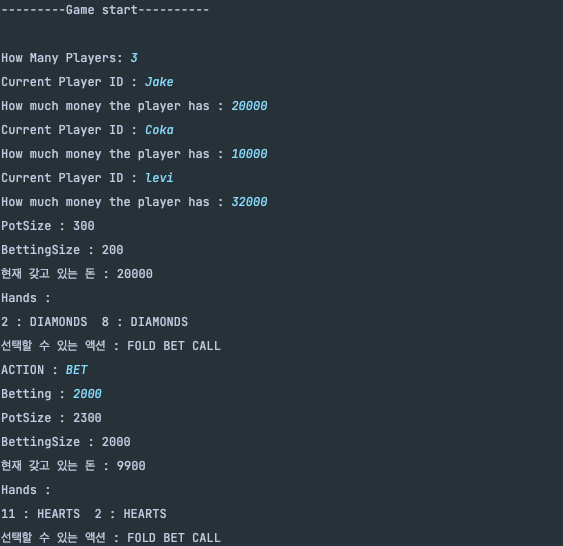 ---------Game start----------
How Many Players: 3
Current Player ID : Jake
How much money the player has : 20000
Current Player ID : Coka
How much money the player has : 10000
Current Player ID : levi
How much money the player has : 32000
PotSize : 300
BettingSize : 200
현재 갖고 있는 돈 : 20000
Hands :
2 : DIAMONDS  8 : DIAMONDS
선택할 수 있는 액션 : FOLD BET CALL
ACTION : BET
Betting : 2000
PotSize : 2300
BettingSize : 2000
현재 갖고 있는 돈 : 9900
Hands :
11 : HEARTS  2 : HEARTS
선택할 수 있는 액션 : FOLD BET CALL